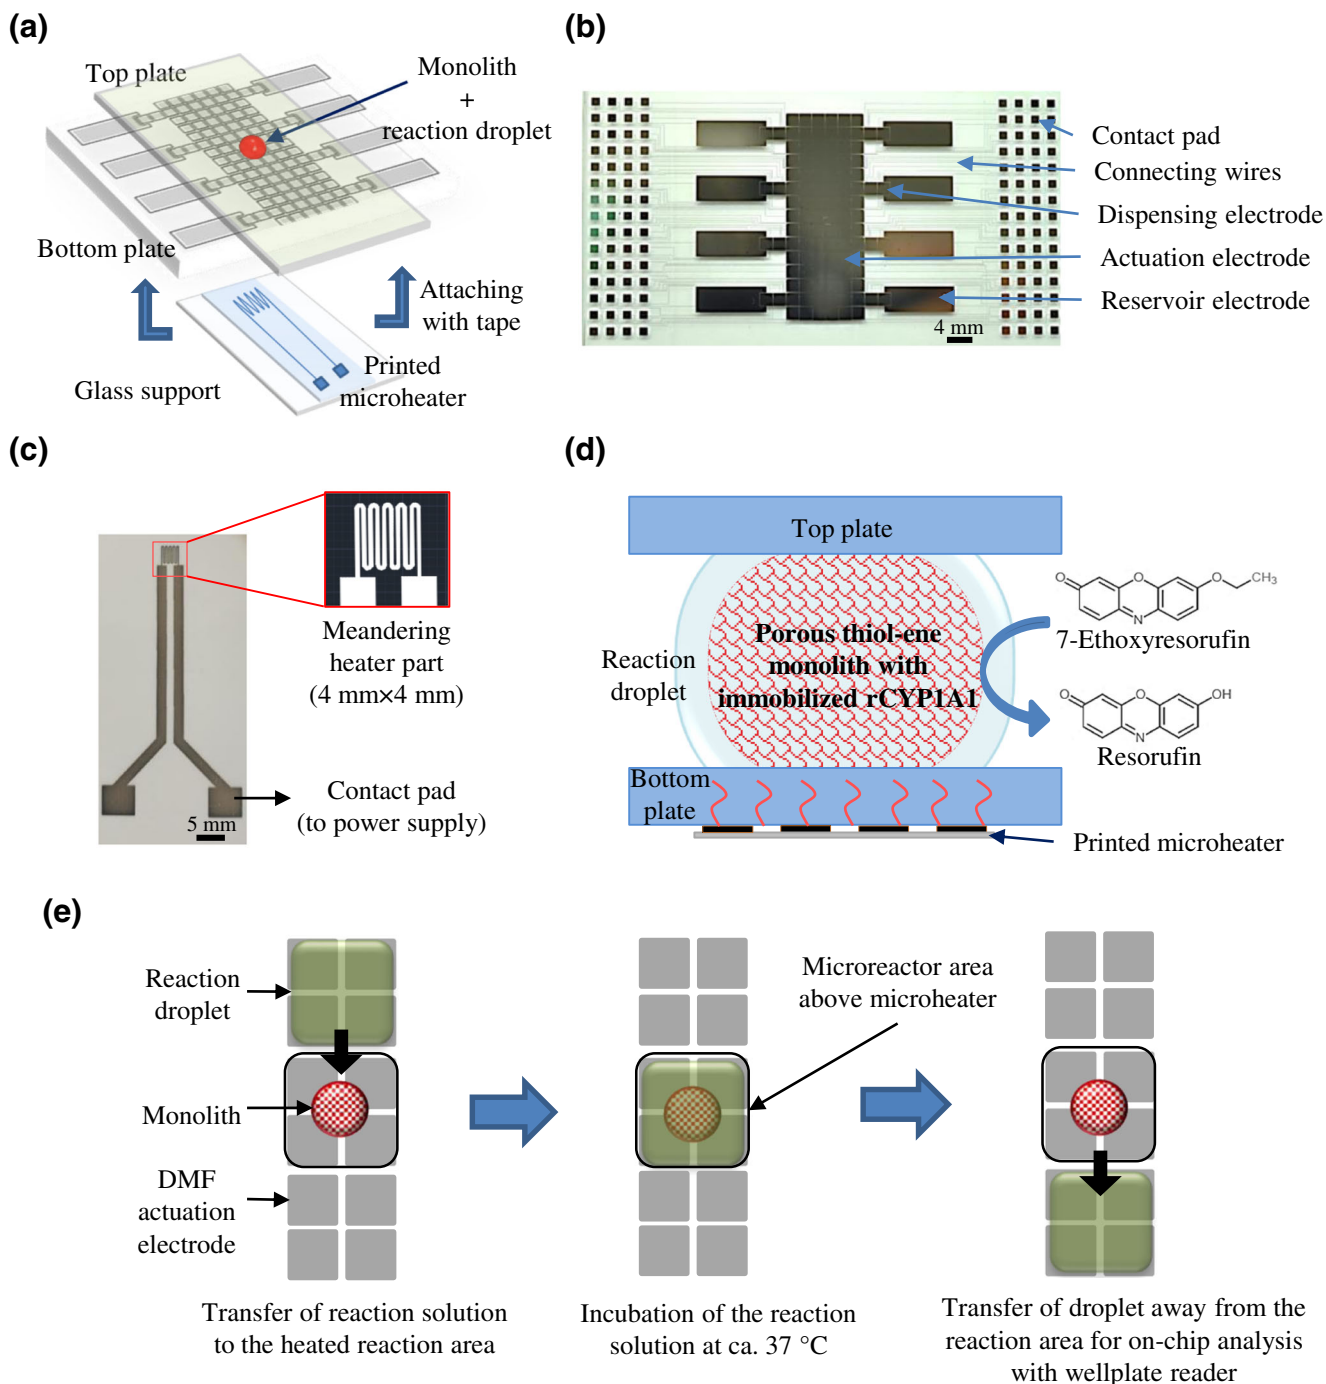 (a)
Top plate
Monolith
+
reaction droplet
Bottom plate
Attaching
with tape
Glass support
Printed
microheater
(b)
Contact pad
Connecting wires
Dispensing electrode
Actuation electrode
Reservoir electrode
4 mm
(c)
Meandering
heater part
(4 mm×4 mm)
Contact pad
(to power supply)
5 mm
(d)
Top plate
Reaction
droplet
Porous thiol-ene
monolith with
immobilized rCYP1A1
O
O
N
O
CH3
7-Ethoxyresorufin
O
O
N
OH
Resorufin
Bottom
plate
Printed microheater
(e)
Reaction
droplet
Monolith
DMF
actuation
electrode
Microreactor area
above microheater
Transfer of reaction solution
to the heated reaction area
Incubation of the reaction
solution at ca. 37 °C
Transfer of droplet away from the
reaction area for on-chip analysis
with wellplate reader